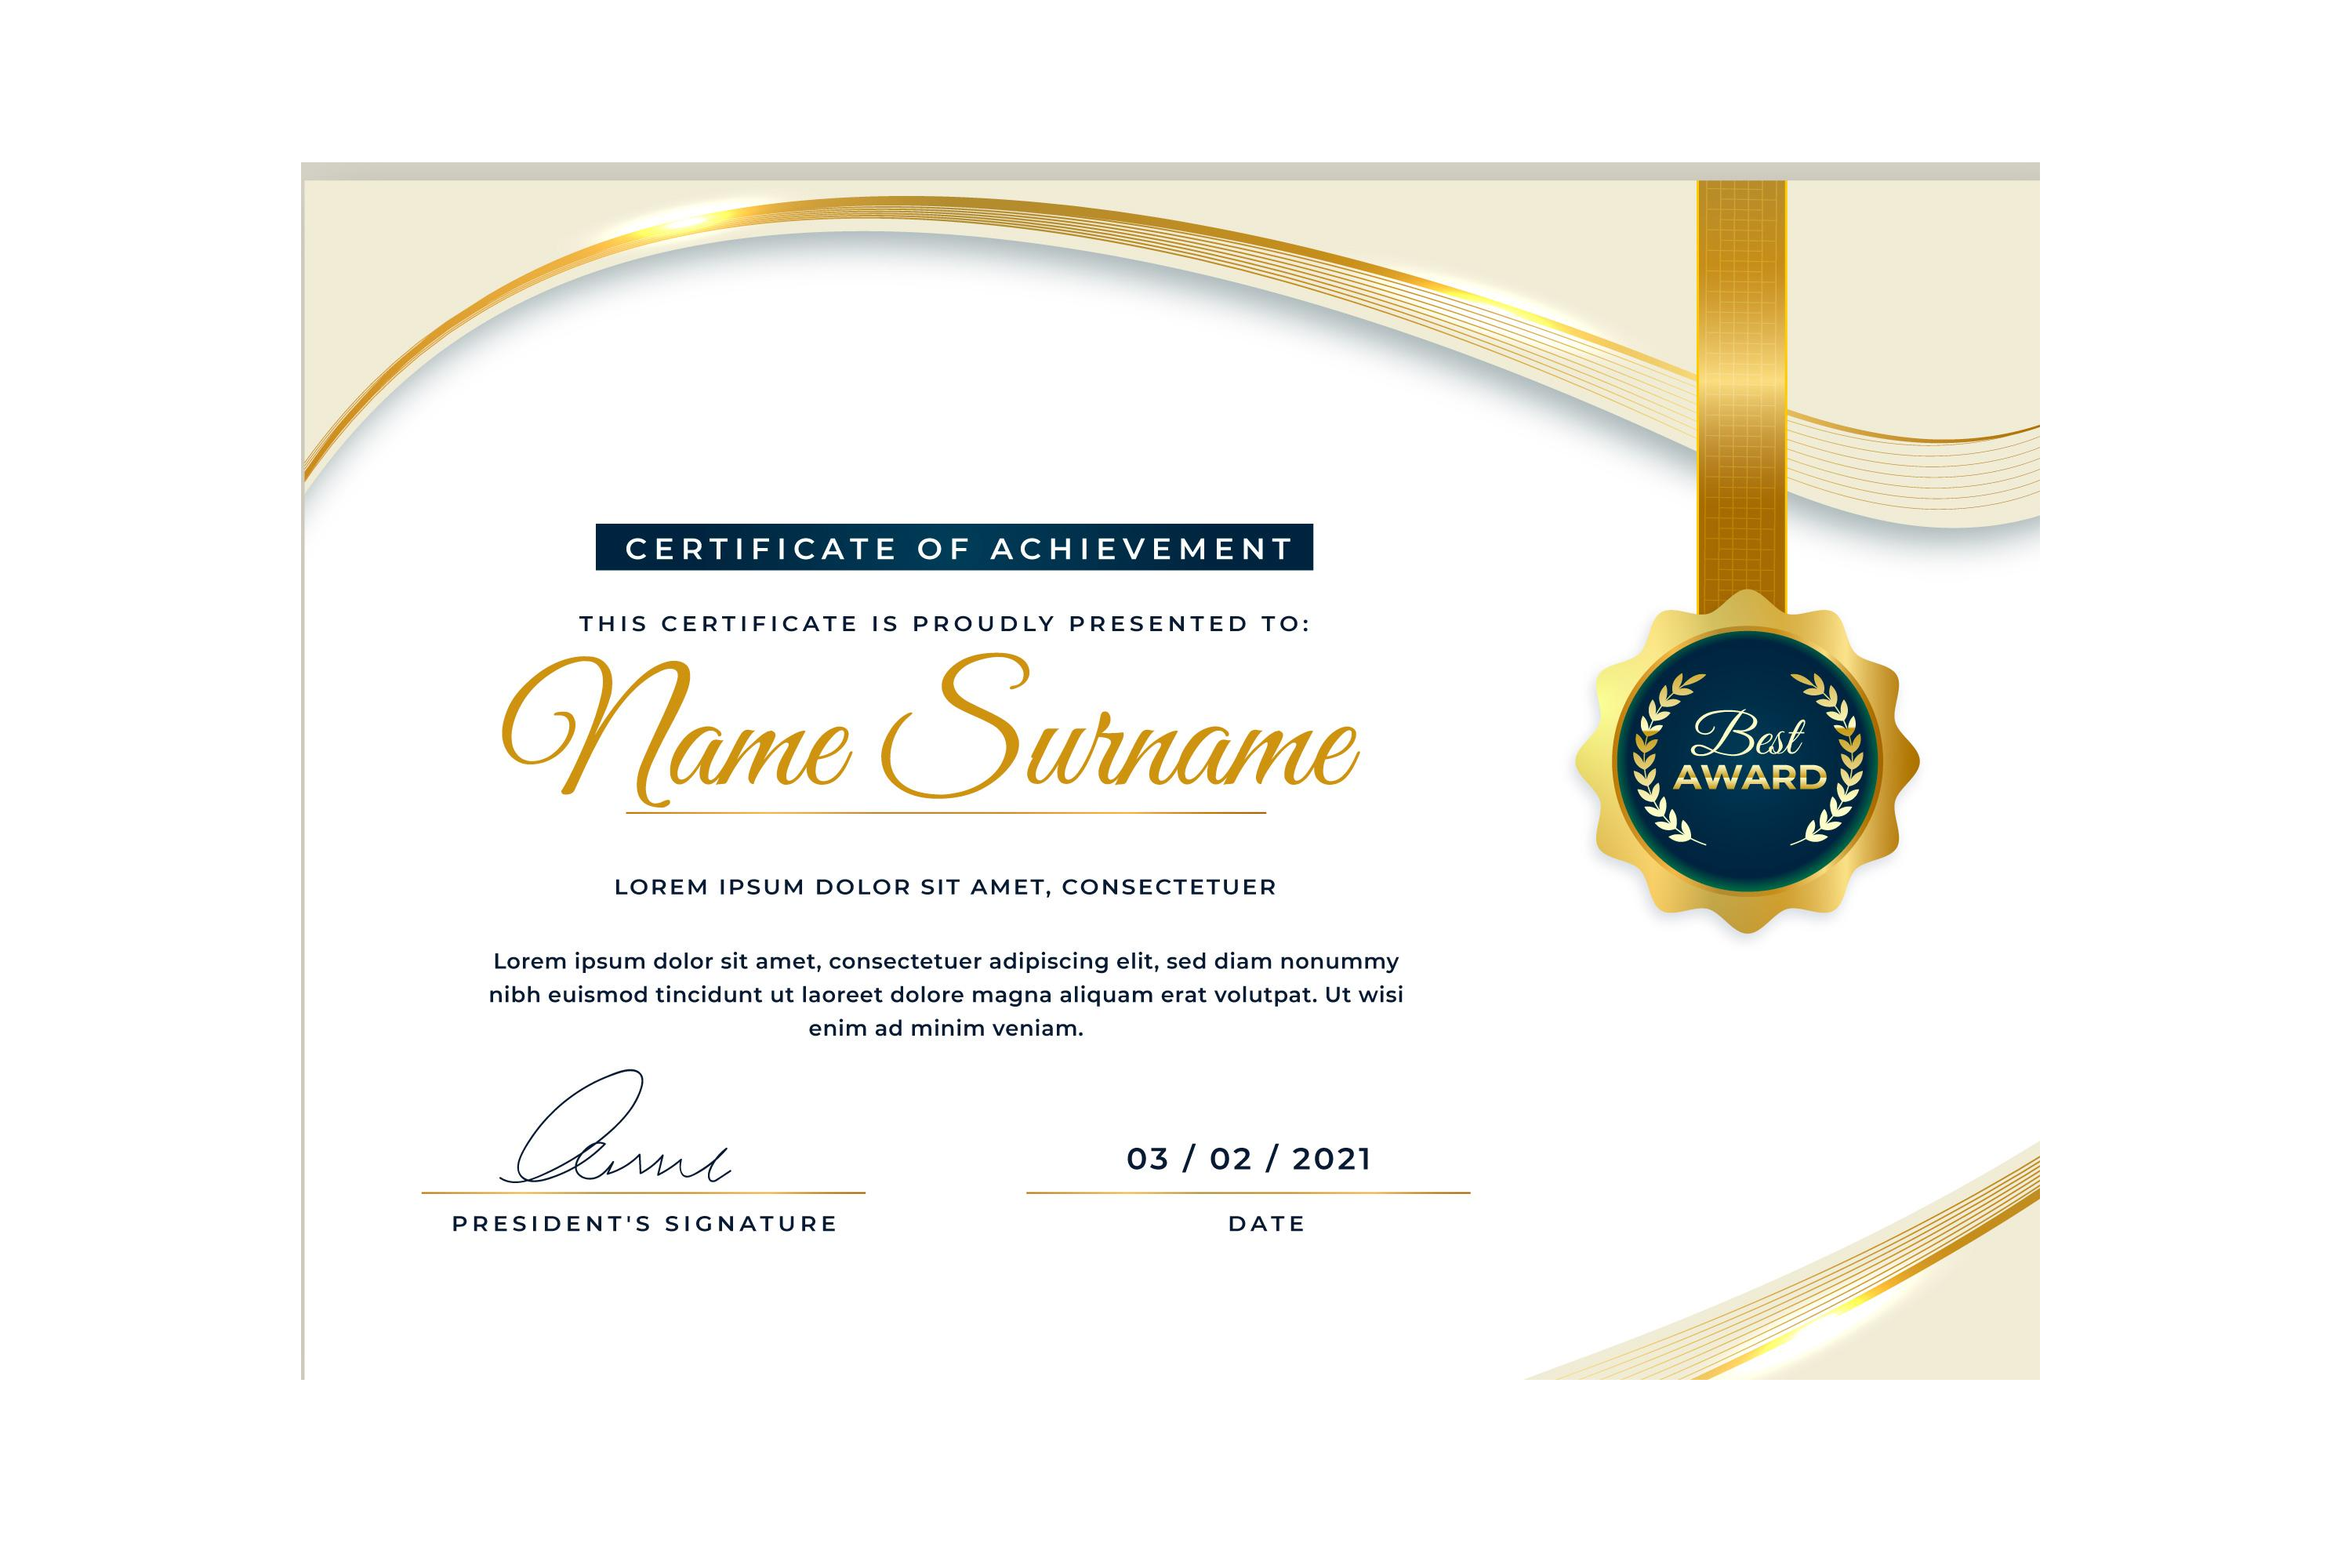 CERTIFICATE OF ACHIEVEMENT
THIS CERTIFICATE IS PROUDLY PRESENTED TO:
Name Surname
Best
AWARD
LOREM IPSUM DOLOR SIT AMET, CONSECTETUER
Lorem ipsum dolor sit amet, consectetuer adipiscing elit, sed diam nonummy
nibh euismod tincidunt ut laoreet dolore magna aliquam erat volutpat. Ut wisi
enim ad minim veniam.
03 / 02 / 2021
PRESIDENT'S SIGNATURE
DATE